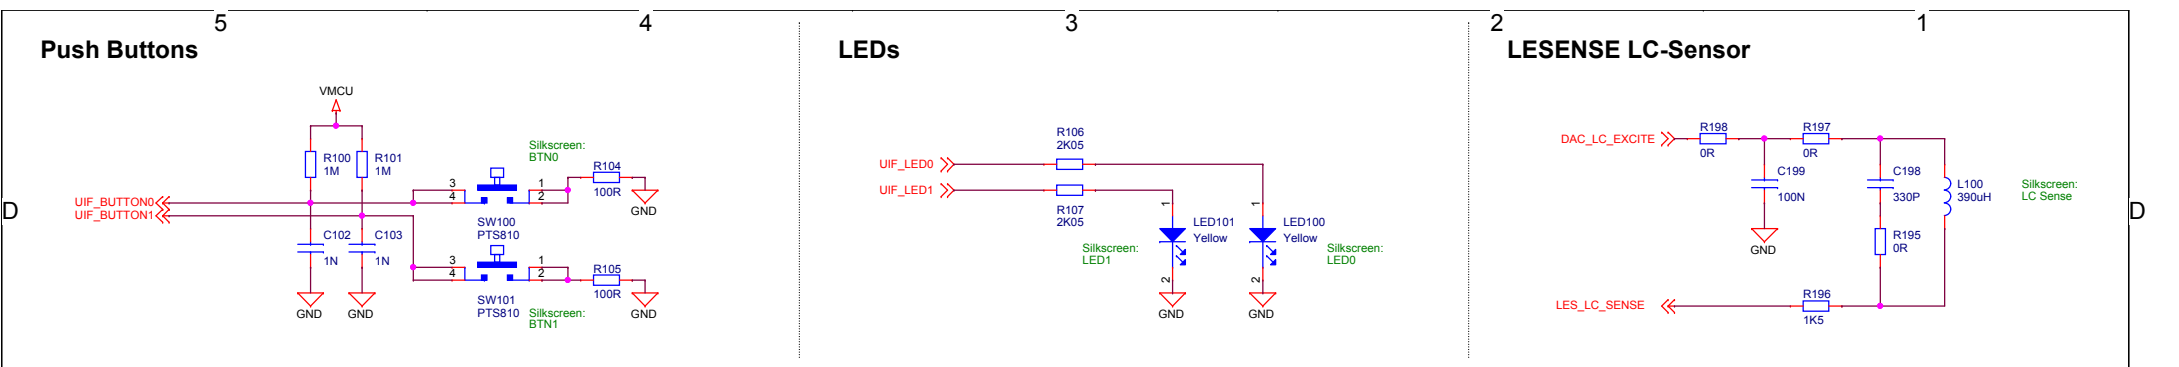 5
4
3
2
1
Push Buttons
LEDs
LESENSE LC-Sensor
D
D
VMCU
R100
1M
R101
1M
UIF_BUTTON0
UIF_BUTTON1
C102
1N
C103
1N
GND
GND
Silkscreen:
BTN0
3
4
1
2
SW100
PTS810
R104
100R
GND
3
4
1
2
SW101
PTS810
Silkscreen:
BTN1
R105
100R
GND
R106
2K05
UIF_LED0
UIF_LED1
R107
2K05
1
LED101
Yellow
Silkscreen:
LED1
2
GND
1
LED100
Yellow
Silkscreen:
LED0
2
GND
DAC_LC_EXCITE
R198
0R
R197
0R
C199
100N
GND
C198
330P
R195
0R
L100
390uH
Silkscreen:
LC Sense
LES_LC_SENSE
R196
1K5